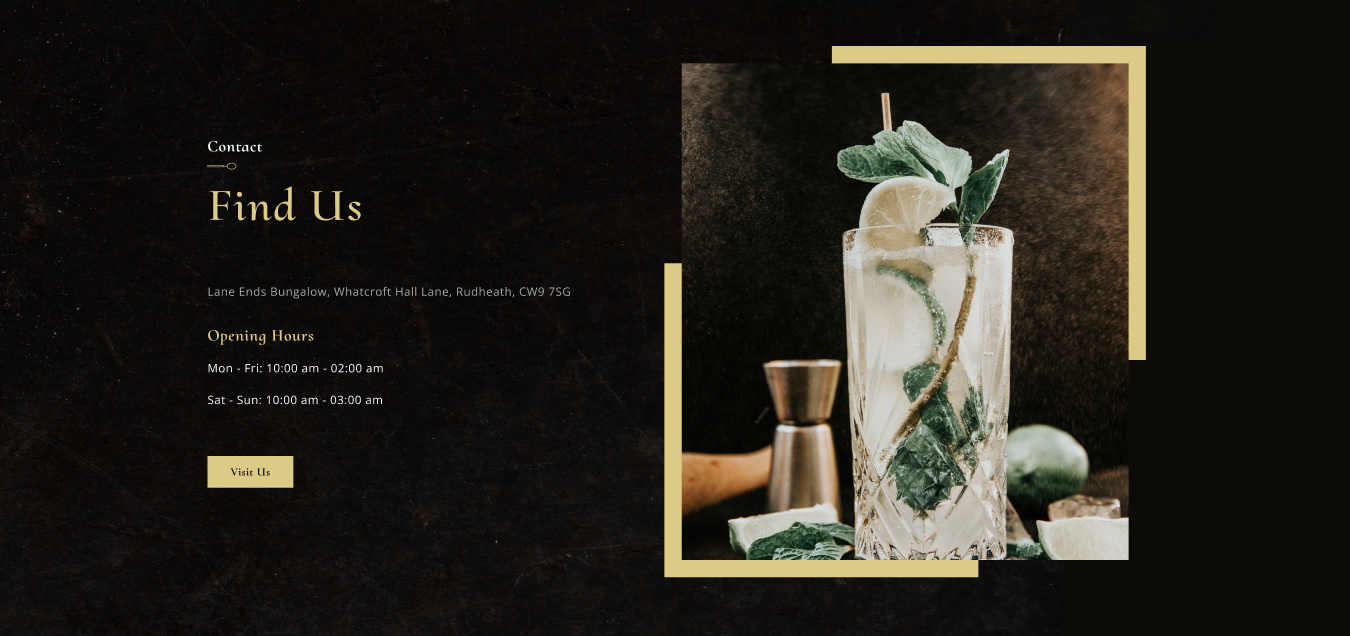 Contact
Find Us
Lane Ends Bungalow, Whatcroft Hall Lane, Rudheath, CW9 7SG
Opening Hours
Mon - Fri: 10:00 am - 02:00 am
Sat - Sun: 10:00 am - 03:00 am
Visit Us